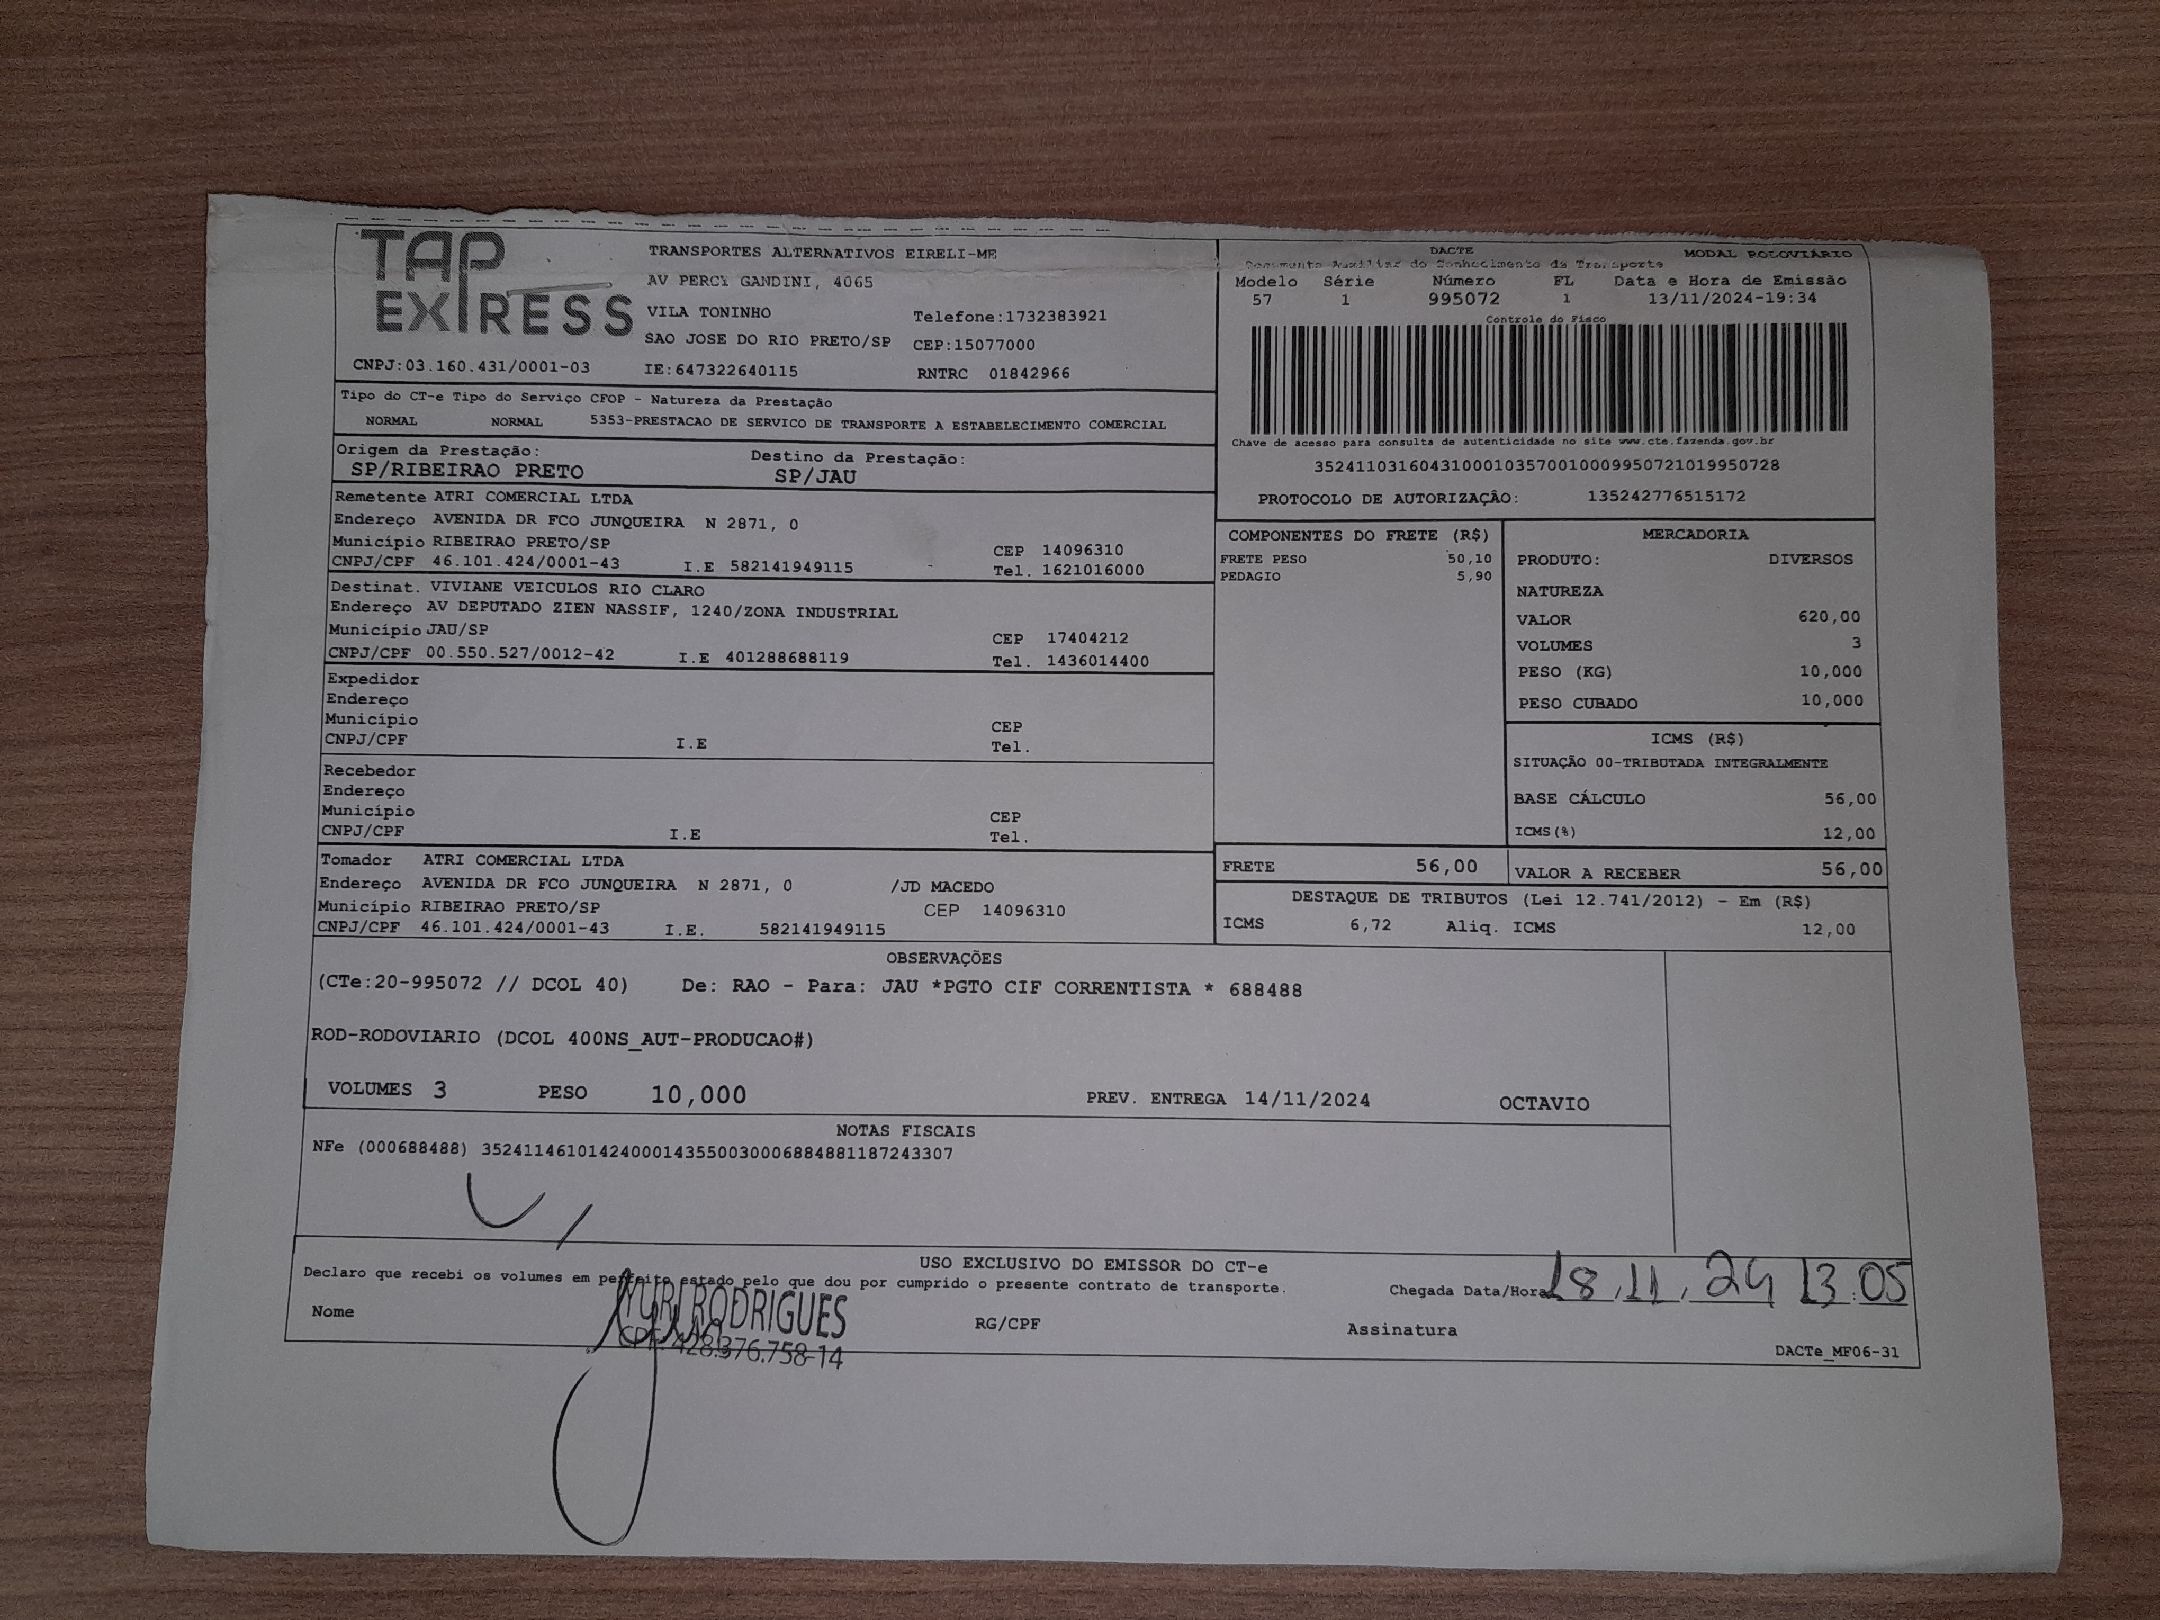 TAP EXPRESS
TRANSPORTES ALTERNATIVOS EIRELI-ME
AV PERCY GANDINI, 4065
VILA TONINHO Telefone:1732383921
SAO JOSE DO RIO PRETO/SP CEP:15077000
CNPJ:03.160.431/0001-03 IE:647322640115 RNTRC 01842966
DACTE MODAL RODOVIÁRIO
Documento Auxiliar do Conhecimento de Transporte
Modelo Série Número FL Data e Hora de Emissão
57 1 995072 1 13/11/2024-19:34
Controle do Fisco
Chave de acesso para consulta de autenticidade no site www.cte.fazenda.gov.br
35241103160431000103570010009950721019950728
PROTOCOLO DE AUTORIZAÇÃO: 135242776515172
Tipo do CT-e Tipo do Serviço CFOP - Natureza da Prestação
NORMAL NORMAL 5353-PRESTACAO DE SERVICO DE TRANSPORTE A ESTABELECIMENTO COMERCIAL
Origem da Prestação: Destino da Prestação:
SP/RIBEIRAO PRETO SP/JAU
Remetente ATRI COMERCIAL LTDA
Endereço AVENIDA DR FCO JUNQUEIRA N 2871, 0
Município RIBEIRAO PRETO/SP CEP 14096310
CNPJ/CPF 46.101.424/0001-43 I.E 582141949115 Tel. 1621016000
Destinat. VIVIANE VEICULOS RIO CLARO
Endereço AV DEPUTADO ZIEN NASSIF, 1240/ZONA INDUSTRIAL
Município JAU/SP CEP 17404212
CNPJ/CPF 00.550.527/0012-42 I.E 401288688119 Tel. 1436014400
Expedidor
Endereço
Município CEP
CNPJ/CPF I.E Tel.
Recebedor
Endereço
Município CEP
CNPJ/CPF I.E Tel.
Tomador ATRI COMERCIAL LTDA
Endereço AVENIDA DR FCO JUNQUEIRA N 2871, 0 /JD MACEDO
Município RIBEIRAO PRETO/SP CEP 14096310
CNPJ/CPF 46.101.424/0001-43 I.E. 582141949115
COMPONENTES DO FRETE (R$)
FRETE PESO 50,10
PEDAGIO 5,90
MERCADORIA
PRODUTO: DIVERSOS
NATUREZA
VALOR 620,00
VOLUMES 3
PESO (KG) 10,000
PESO CUBADO 10,000
ICMS (R$)
SITUAÇÃO 00-TRIBUTADA INTEGRALMENTE
BASE CÁLCULO 56,00
ICMS(%) 12,00
FRETE 56,00 VALOR A RECEBER 56,00
DESTAQUE DE TRIBUTOS (Lei 12.741/2012) - Em (R$)
ICMS 6,72 Aliq. ICMS 12,00
OBSERVAÇÕES
(CTe:20-995072 // DCOL 40) De: RAO - Para: JAU *PGTO CIF CORRENTISTA * 688488
ROD-RODOVIARIO (DCOL 400NS_AUT-PRODUCAO#)
VOLUMES 3 PESO 10,000 PREV. ENTREGA 14/11/2024 OCTAVIO
NOTAS FISCAIS
NFe (000688488) 35241146101424000143550030006884881187243307
USO EXCLUSIVO DO EMISSOR DO CT-e
Declaro que recebi os volumes em perfeito estado pelo que dou por cumprido o presente contrato de transporte.
Chegada Data/Hora 18.11.24 13:05
Nome YURI RODRIGUES RG/CPF Assinatura
CPF: 428.376.758-14
DACTe_MF06-31